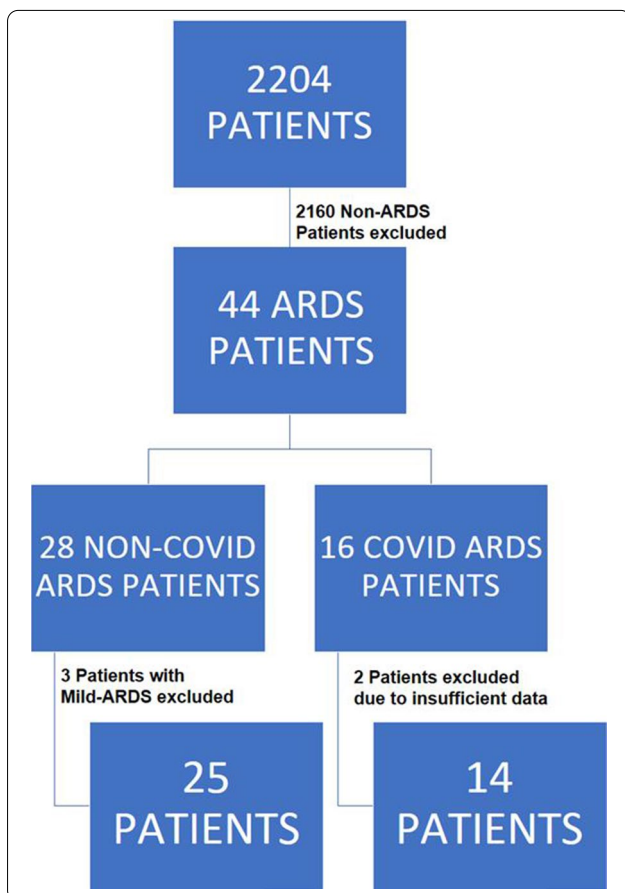 2204
PATIENTS
2160 Non-ARDS
Patients excluded
44 ARDS
PATIENTS
28 NON-COVID
ARDS PATIENTS
16 COVID ARDS
PATIENTS
3 Patients with
Mild-ARDS excluded
2 Patients excluded
due to insufficient data
25
PATIENTS
14
PATIENTS